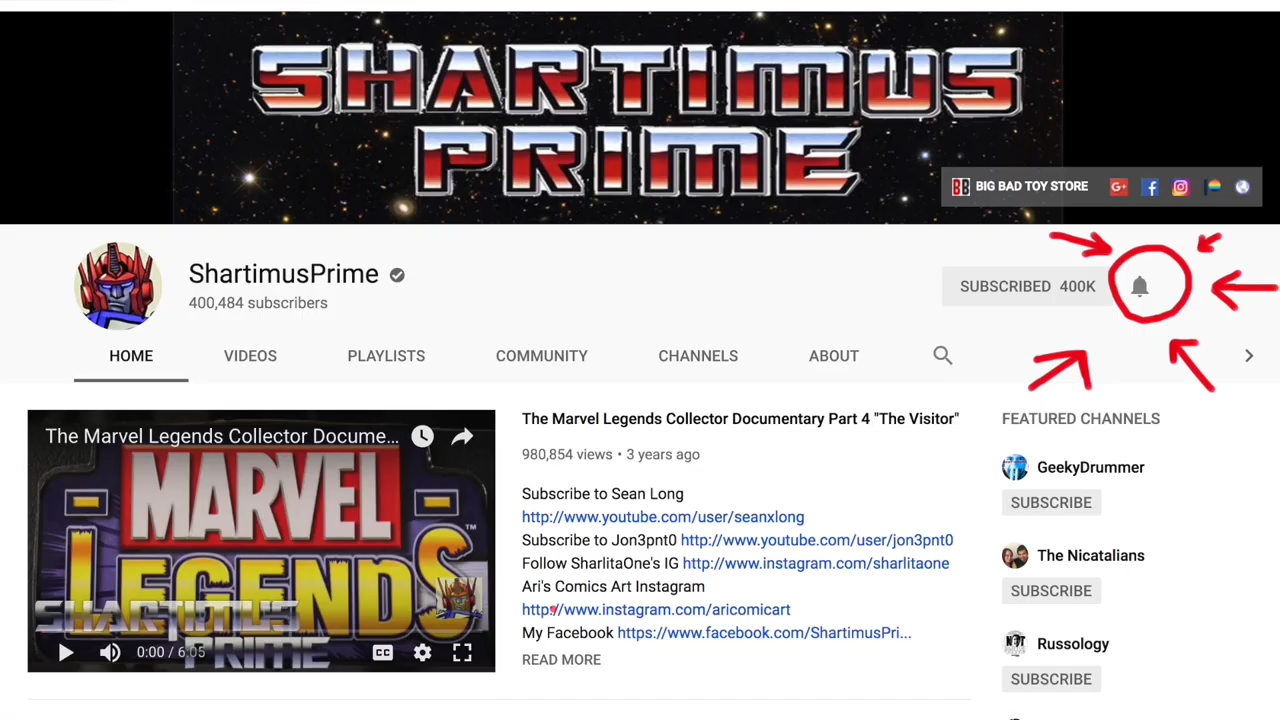 SHARTIMUS
PRIME
BIG BAD TOY STORE
ShartimusPrime
400,484 subscribers
SUBSCRIBED 400K
HOME VIDEOS PLAYLISTS COMMUNITY CHANNELS ABOUT
The Marvel Legends Collector Docume...
MARVEL
LEGENDS
TM
SHARTIMUS
PRIME
0:00 / 6:05
CC
The Marvel Legends Collector Documentary Part 4 "The Visitor"
980,854 views • 3 years ago
Subscribe to Sean Long
http://www.youtube.com/user/seanxlong
Subscribe to Jon3pnt0 http://www.youtube.com/user/jon3pnt0
Follow SharlitaOne's IG http://www.instagram.com/sharlitaone
Ari's Comics Art Instagram
http://www.instagram.com/aricomicart
My Facebook https://www.facebook.com/ShartimusPri...
READ MORE
FEATURED CHANNELS
GeekyDrummer
SUBSCRIBE
The Nicatalians
SUBSCRIBE
Russology
SUBSCRIBE